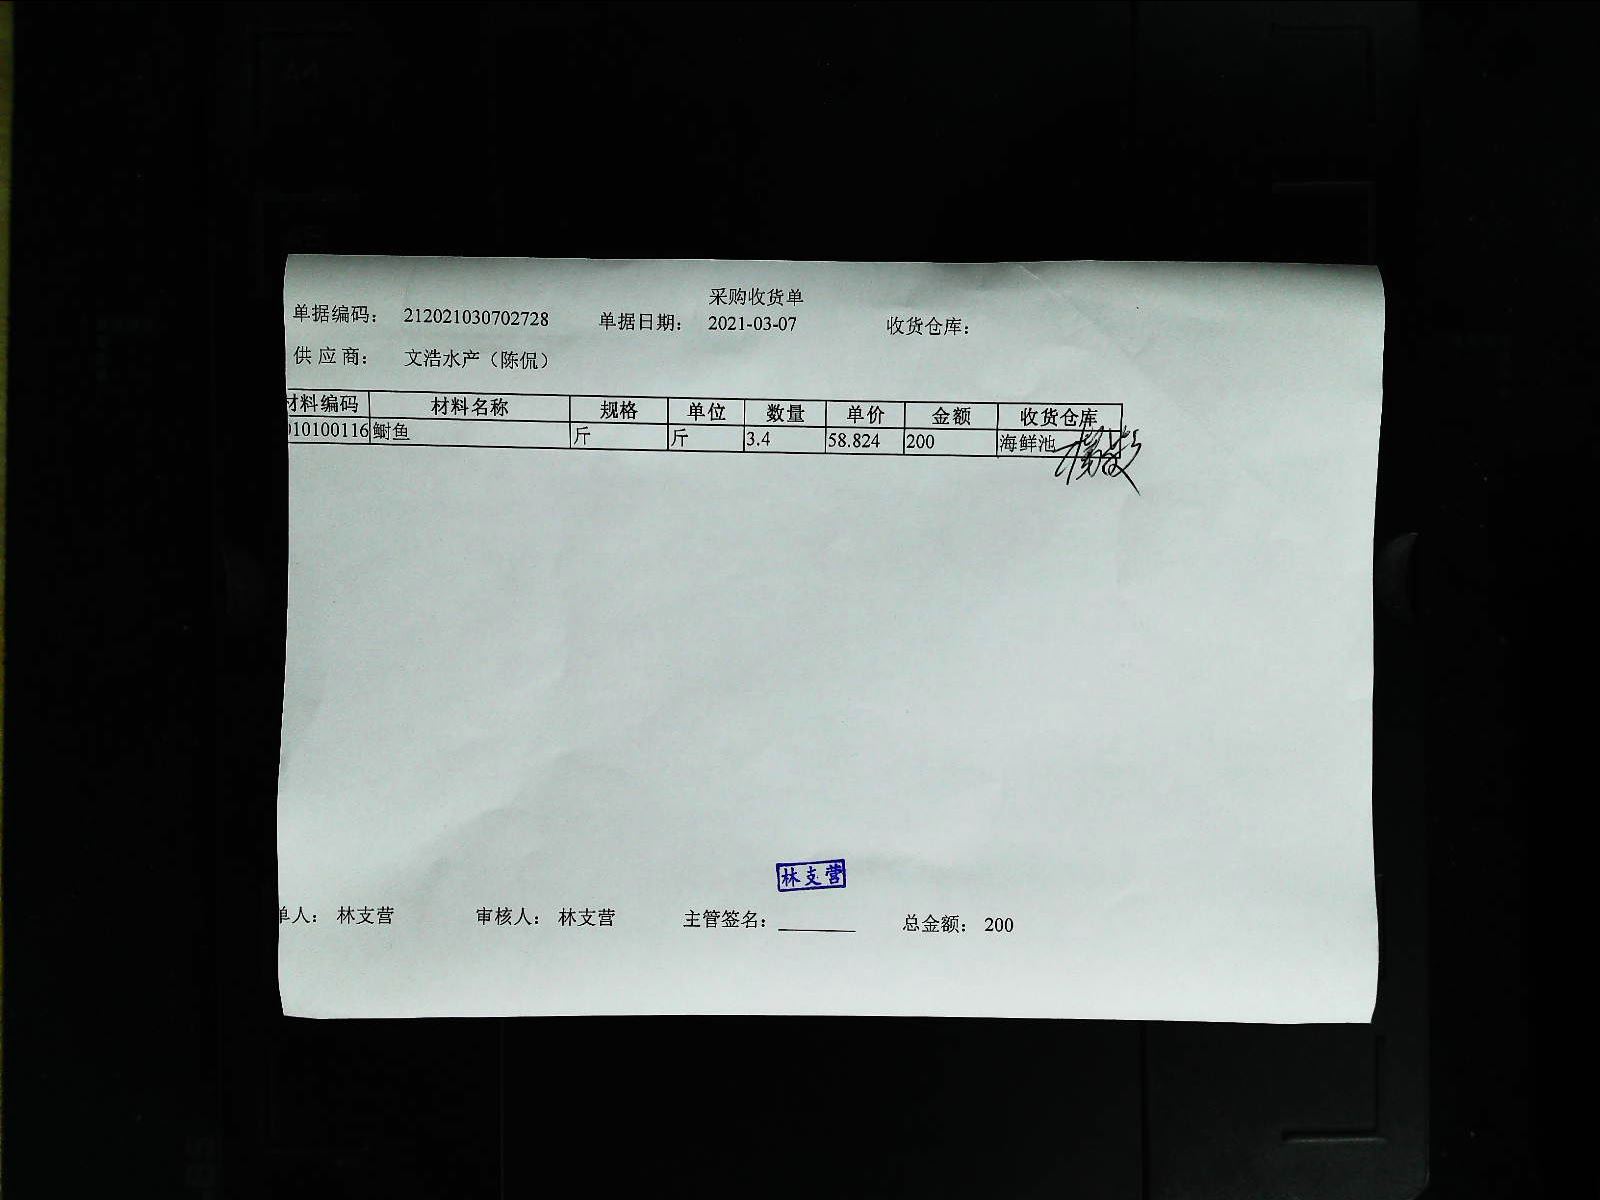 采购收货单
单据编码： 212021030702728 单据日期： 2021-03-07 收货仓库：
供应商： 文浩水产（陈侃）
材料编码 材料名称 规格 单位 数量 单价 金额 收货仓库
010100116 鲥鱼 斤 斤 3.4 58.824 200 海鲜池
林支营
单人： 林支营 审核人： 林支营 主管签名： 总金额： 200